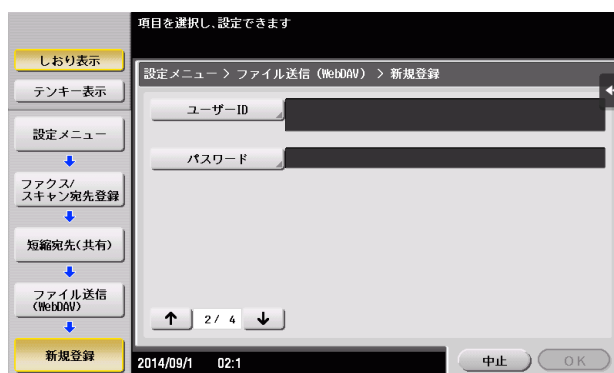 項目を選択し､設定できます
しおり表示
テンキー表示
設定メニュー
ファクス/
スキャン宛先登録
短縮宛先(共有)
ファイル送信
(WebDAV)
新規登録
設定メニュー > ファイル送信 (WebDAV) > 新規登録
ユーザーID
パスワード
↑ 2/ 4 ↓
2014/09/1 02:1
中止 OK